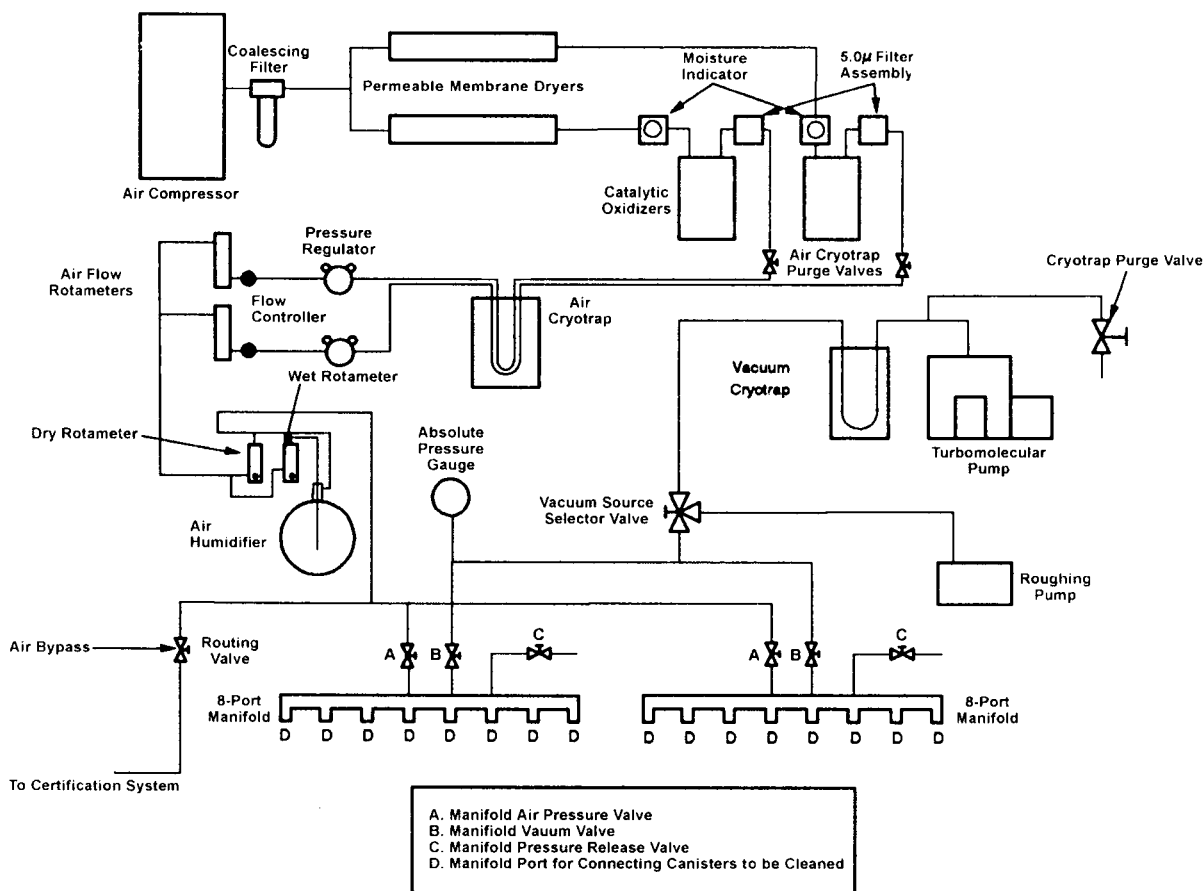 Coalescing
Filter
Permeable Membrane Dryers
Moisture
Indicator
5.0µ Filter
Assembly
Air Compressor
Catalytic
Oxidizers
Pressure
Regulator
Air Cryotrap
Purge Valves
Cryotrap Purge Valve
Air Flow
Rotameters
Flow
Controller
Air
Cryotrap
Wet Rotameter
Vacuum
Cryotrap
Dry Rotameter
Absolute
Pressure
Gauge
Turbomolecular
Pump
Vacuum Source
Selector Valve
Air
Humidifier
Roughing
Pump
Air Bypass
Routing
Valve
A
B
C
A
B
C
8-Port
Manifold
8-Port
Manifold
D D D D D D D D
D D D D D D D D
To Certification System
A. Manifold Air Pressure Valve
B. Manifiold Vauum Valve
C. Manifold Pressure Release Valve
D. Manifold Port for Connecting Canisters to be Cleaned